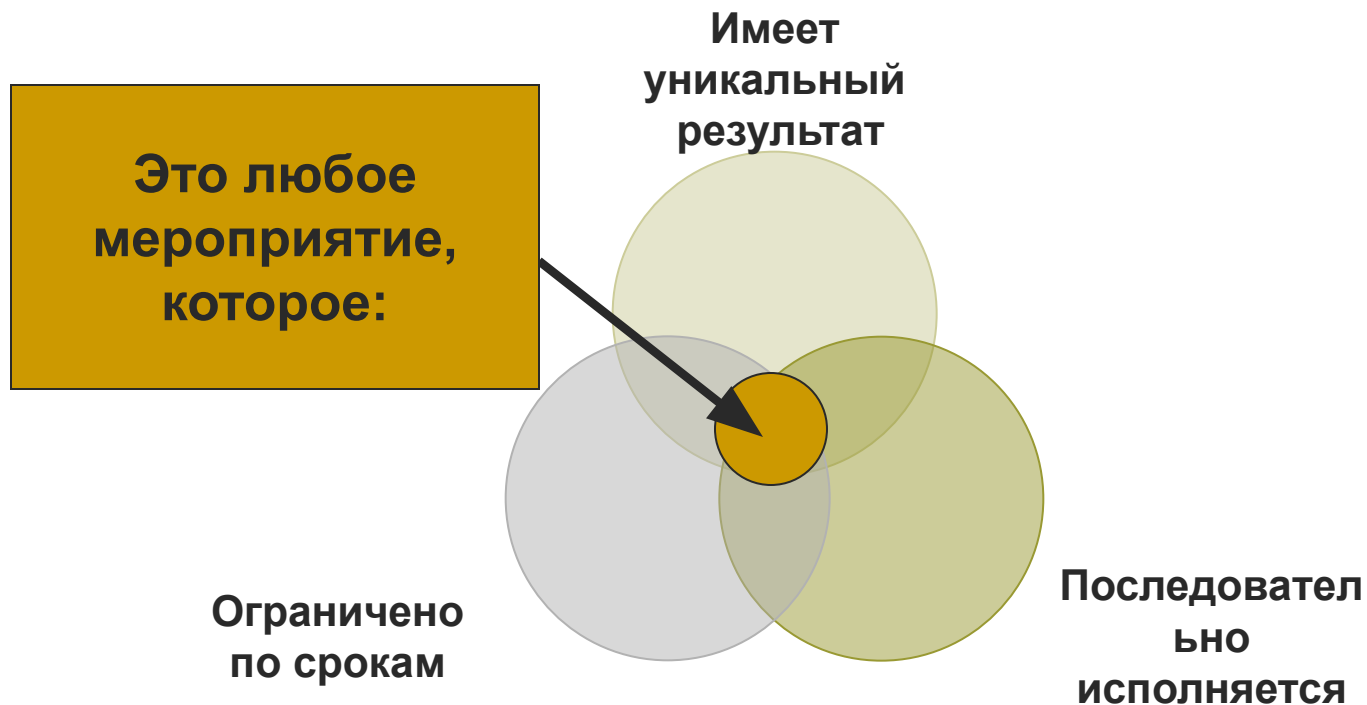 Имеет
уникальный
результат
Это любое
мероприятие,
которое:
Ограничено
по срокам
Последовател
ьно
исполняется